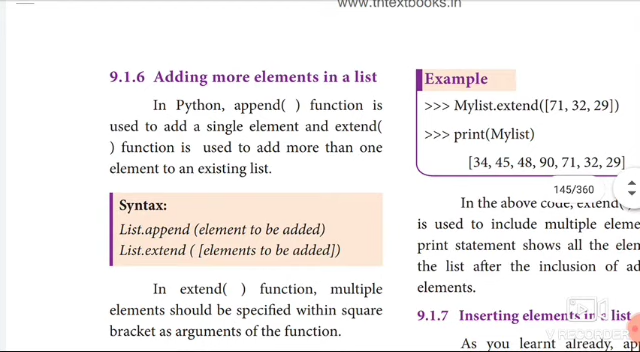 www.tntextbooks.in
9.1.6 Adding more elements in a list
In Python, append( ) function is
used to add a single element and extend(
) function is used to add more than one
element to an existing list.
Syntax:
List.append (element to be added)
List.extend ( [elements to be added])
In extend( ) function, multiple
elements should be specified within square
bracket as arguments of the function.
Example
>>> Mylist.extend([71, 32, 29])
>>> print(Mylist)
[34, 45, 48, 90, 71, 32, 29]
145/360
In the above code, extend(
is used to include multiple eleme
print statement shows all the elem
the list after the inclusion of ad
elements.
9.1.7 Inserting elements in a list
As you learnt already, ap
RECORDER